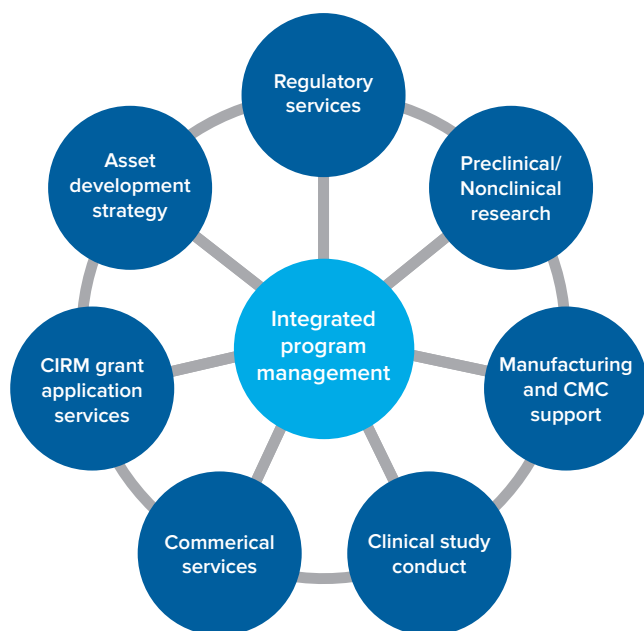 Regulatory
services
Preclinical/
Nonclinical
research
Manufacturing
and CMC
support
Clinical study
conduct
Commerical
services
CIRM grant
application
services
Asset
development
strategy
Integrated
program
management